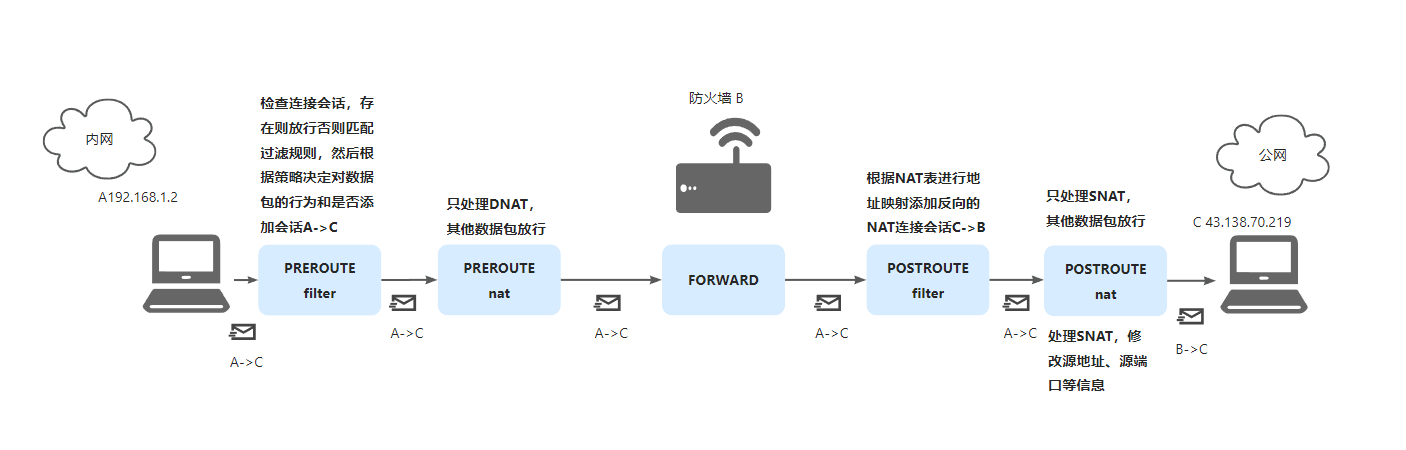 防火墙 B
内网
A192.168.1.2
检查连接会话，存
在则放行否则匹配
过滤规则，然后根
据策略决定对数据
包的行为和是否添
加会话A->C
只处理DNAT，
其他数据包放行
根据NAT表进行地
址映射添加反向的
NAT连接会话C->B
只处理SNAT，
其他数据包放行
公网
C 43.138.70.219
PREROUTE
filter
PREROUTE
nat
FORWARD
POSTROUTE
filter
POSTROUTE
nat
A->C
A->C
A->C
A->C
A->C
处理SNAT，修
改源地址、源端
口等信息
B->C